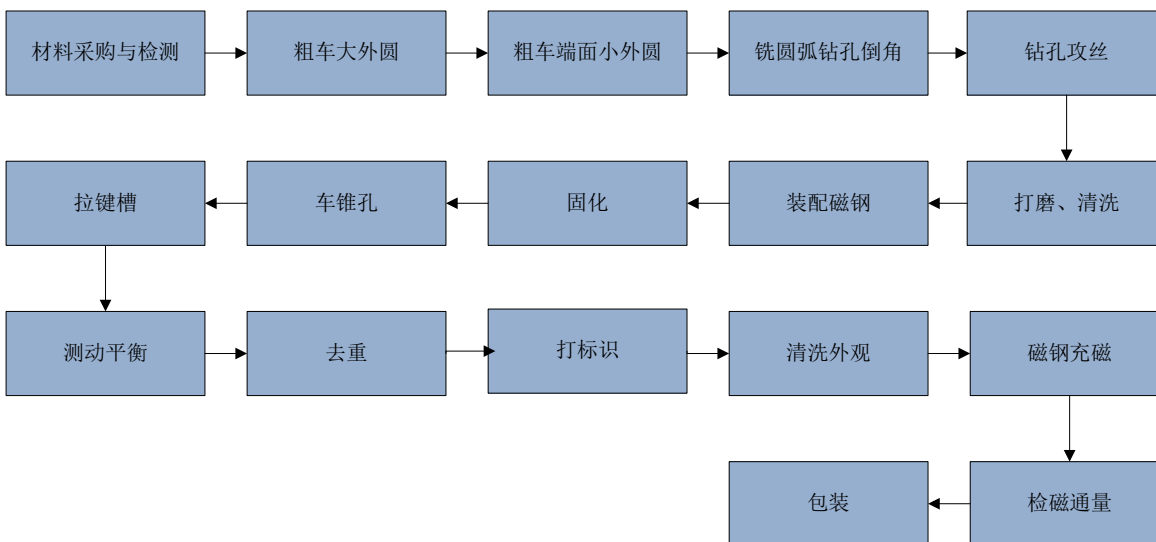 材料采购与检测
粗车大外圆
粗车端面小外圆
铣圆弧钻孔倒角
钻孔攻丝
打磨、清洗
装配磁钢
固化
车锥孔
拉键槽
测动平衡
去重
打标识
清洗外观
磁钢充磁
检磁通量
包装